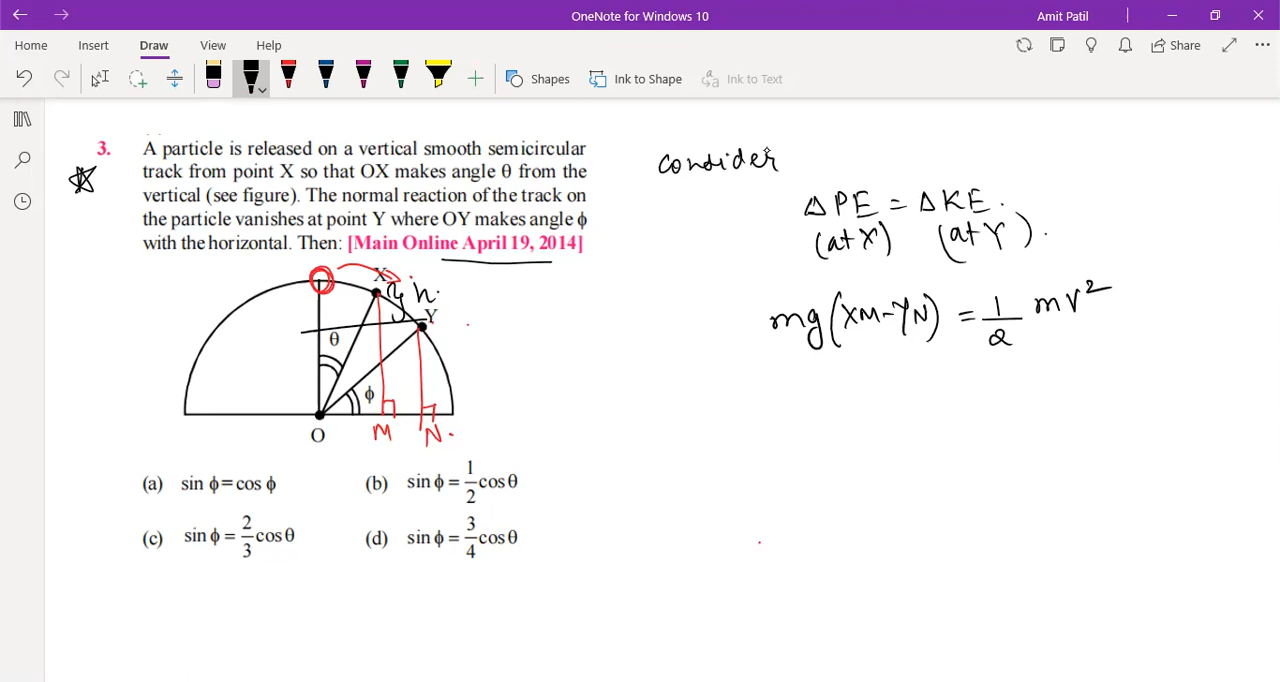 OneNote for Windows 10
Amit Patil
Home Insert Draw View Help
Share
Shapes
Ink to Shape
Ink to Text
3. A particle is released on a vertical smooth semicircular
track from point X so that OX makes angle θ from the
vertical (see figure). The normal reaction of the track on
the particle vanishes at point Y where OY makes angle ϕ
with the horizontal. Then: [Main Online April 19, 2014]
X
h
Y
θ
ϕ
O
M
N
(a) sin ϕ = cos ϕ
(b) sin ϕ = 1/2 cos θ
(c) sin ϕ = 2/3 cos θ
(d) sin ϕ = 3/4 cos θ
Consider
ΔPE = ΔKE.
(at X) (at Y).
mg(XM-YN) = 1/2 mv²